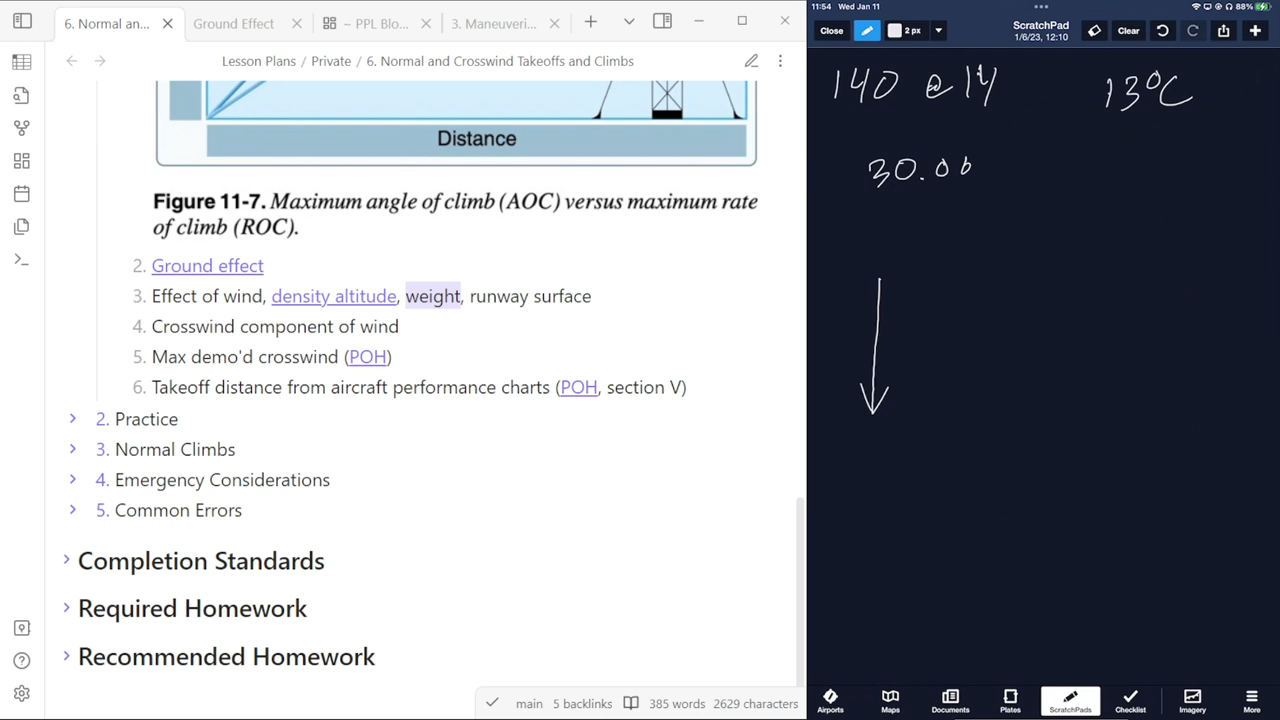 6. Normal an...
Ground Effect
– PPL Blo...
3. Maneuveri...
Lesson Plans / Private / 6. Normal and Crosswind Takeoffs and Climbs
Distance
Figure 11-7. Maximum angle of climb (AOC) versus maximum rate
of climb (ROC).
2. Ground effect
3. Effect of wind, density altitude, weight, runway surface
4. Crosswind component of wind
5. Max demo'd crosswind (POH)
6. Takeoff distance from aircraft performance charts (POH, section V)
2. Practice
3. Normal Climbs
4. Emergency Considerations
5. Common Errors
Completion Standards
Required Homework
Recommended Homework
main 5 backlinks 385 words 2629 characters
11:54 Wed Jan 11
88%
Close
2 px
ScratchPad
1/6/23, 12:10
Clear
140 @ 14 13°C
30.06
Airports Maps Documents Plates ScratchPads Checklist Imagery More